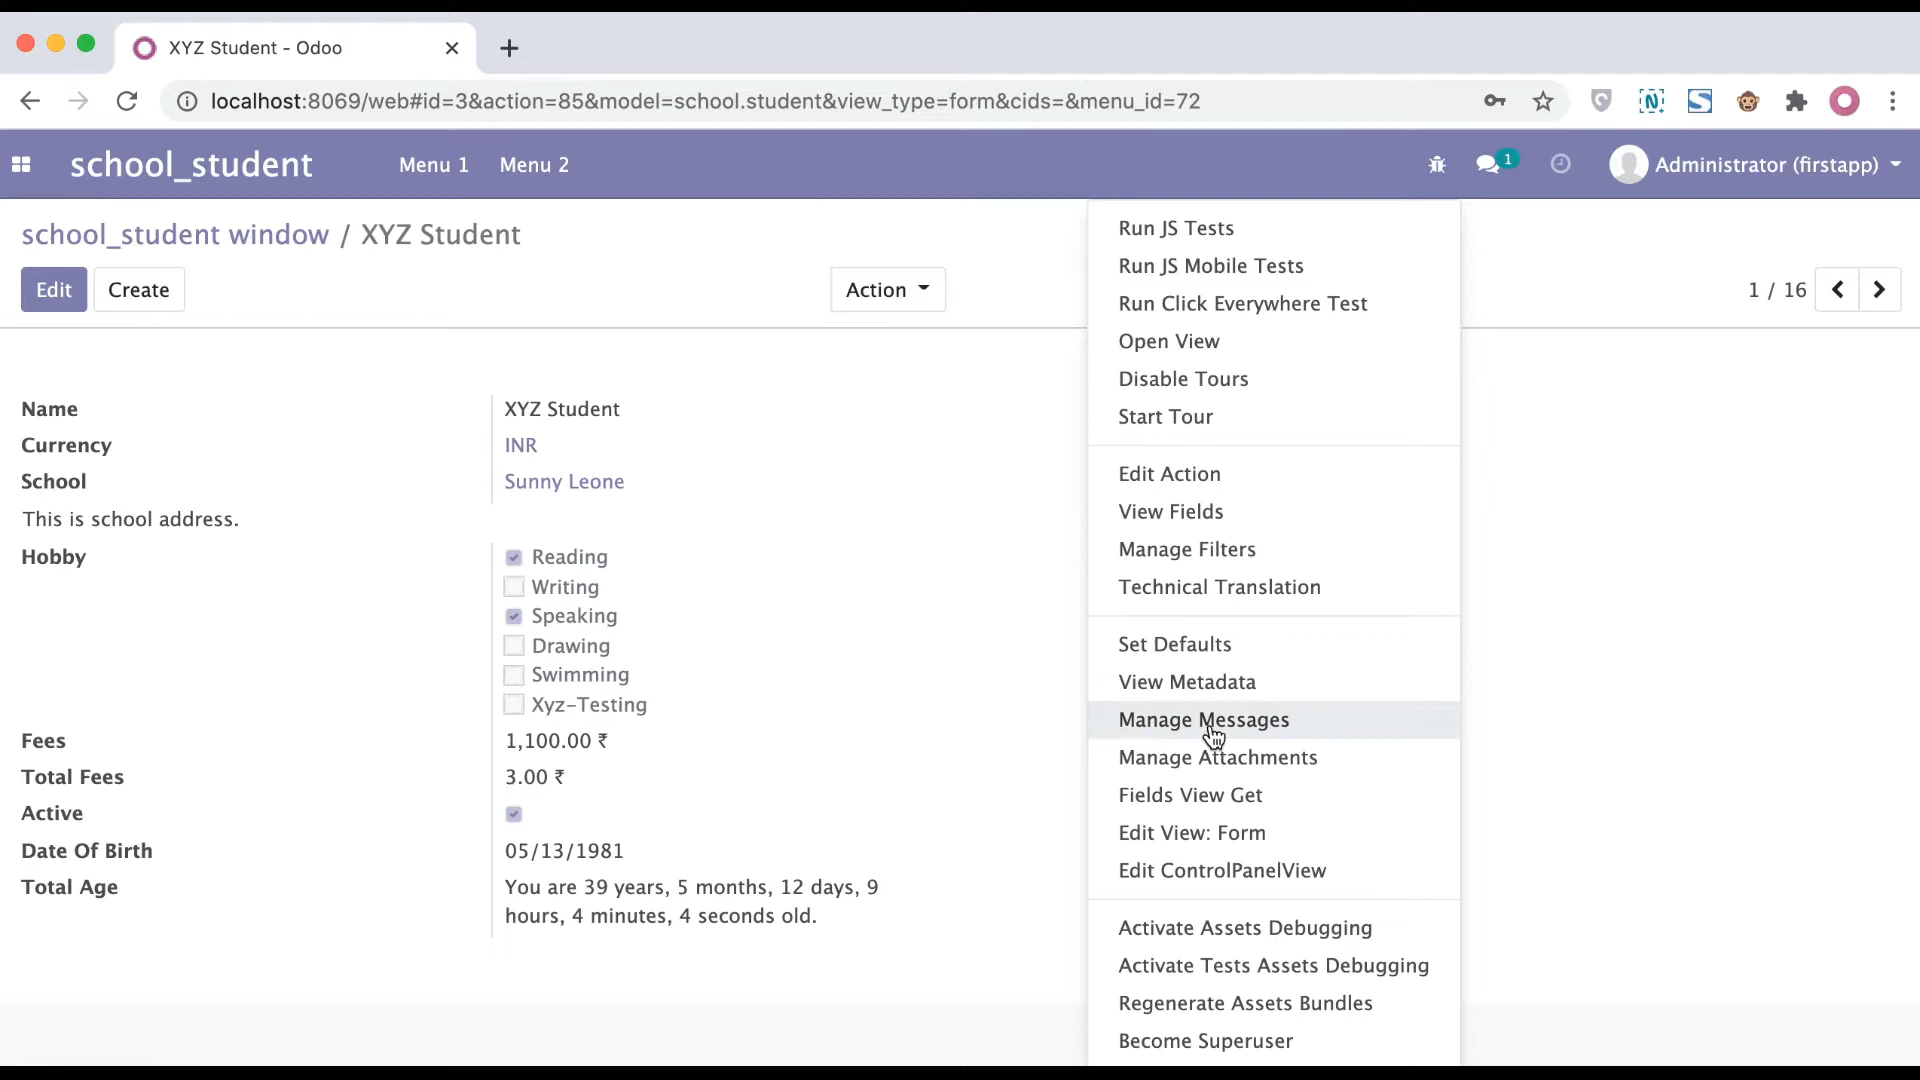 XYZ Student - Odoo
localhost:8069/web#id=3&action=85&model=school.student&view_type=form&cids=&menu_id=72
school_student
Menu 1
Menu 2
1
Administrator (firstapp)
school_student window / XYZ Student
Edit
Create
Action
1 / 16
Name
XYZ Student
Currency
INR
School
Sunny Leone
This is school address.
Hobby
Reading
Writing
Speaking
Drawing
Swimming
Xyz-Testing
Fees
1,100.00 ₹
Total Fees
3.00 ₹
Active
Date Of Birth
05/13/1981
Total Age
You are 39 years, 5 months, 12 days, 9
hours, 4 minutes, 4 seconds old.
Run JS Tests
Run JS Mobile Tests
Run Click Everywhere Test
Open View
Disable Tours
Start Tour
Edit Action
View Fields
Manage Filters
Technical Translation
Set Defaults
View Metadata
Manage Messages
Manage Attachments
Fields View Get
Edit View: Form
Edit ControlPanelView
Activate Assets Debugging
Activate Tests Assets Debugging
Regenerate Assets Bundles
Become Superuser